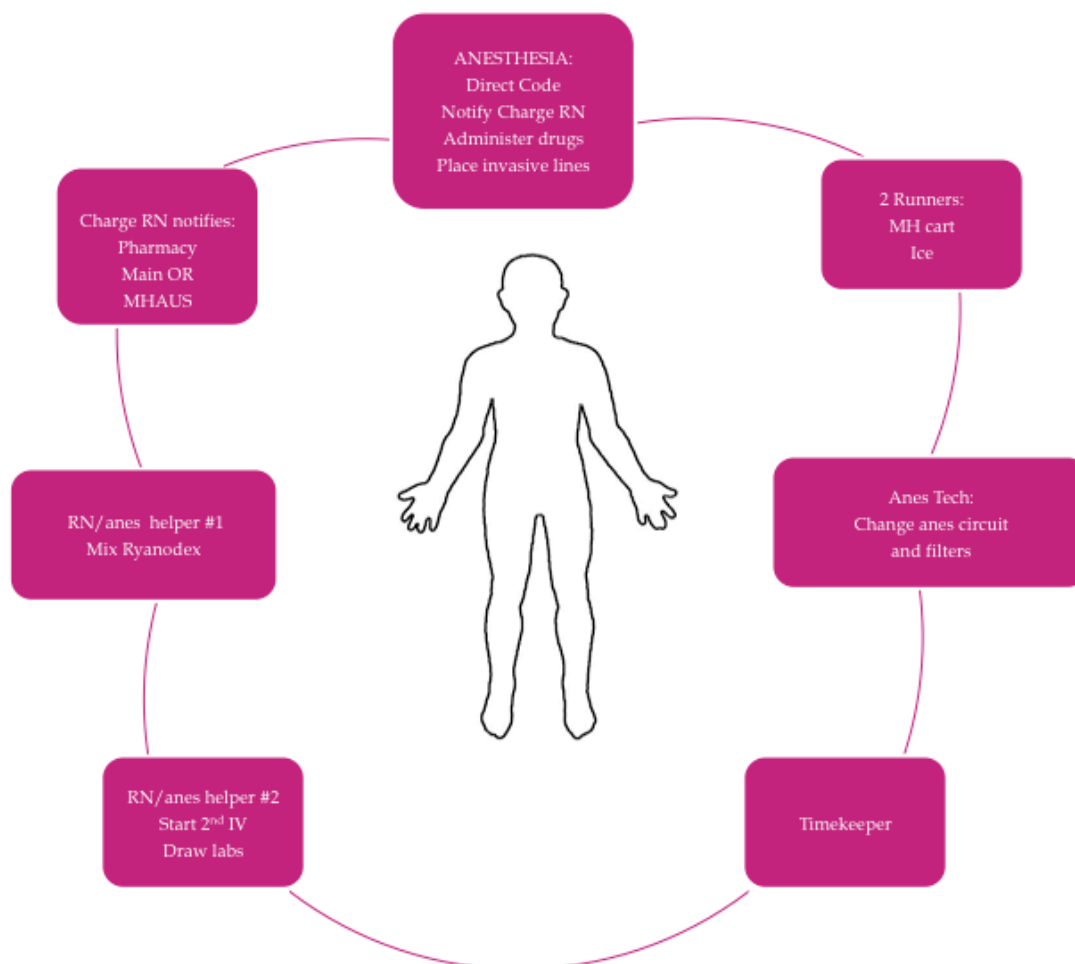 ANESTHESIA:
Direct Code
Notify Charge RN
Administer drugs
Place invasive lines
2 Runners:
MH cart
Ice
Anes Tech:
Change anes circuit
and filters
Timekeeper
RN/anes helper #2
Start 2nd IV
Draw labs
RN/anes helper #1
Mix Ryanodex
Charge RN notifies:
Pharmacy
Main OR
MHAUS